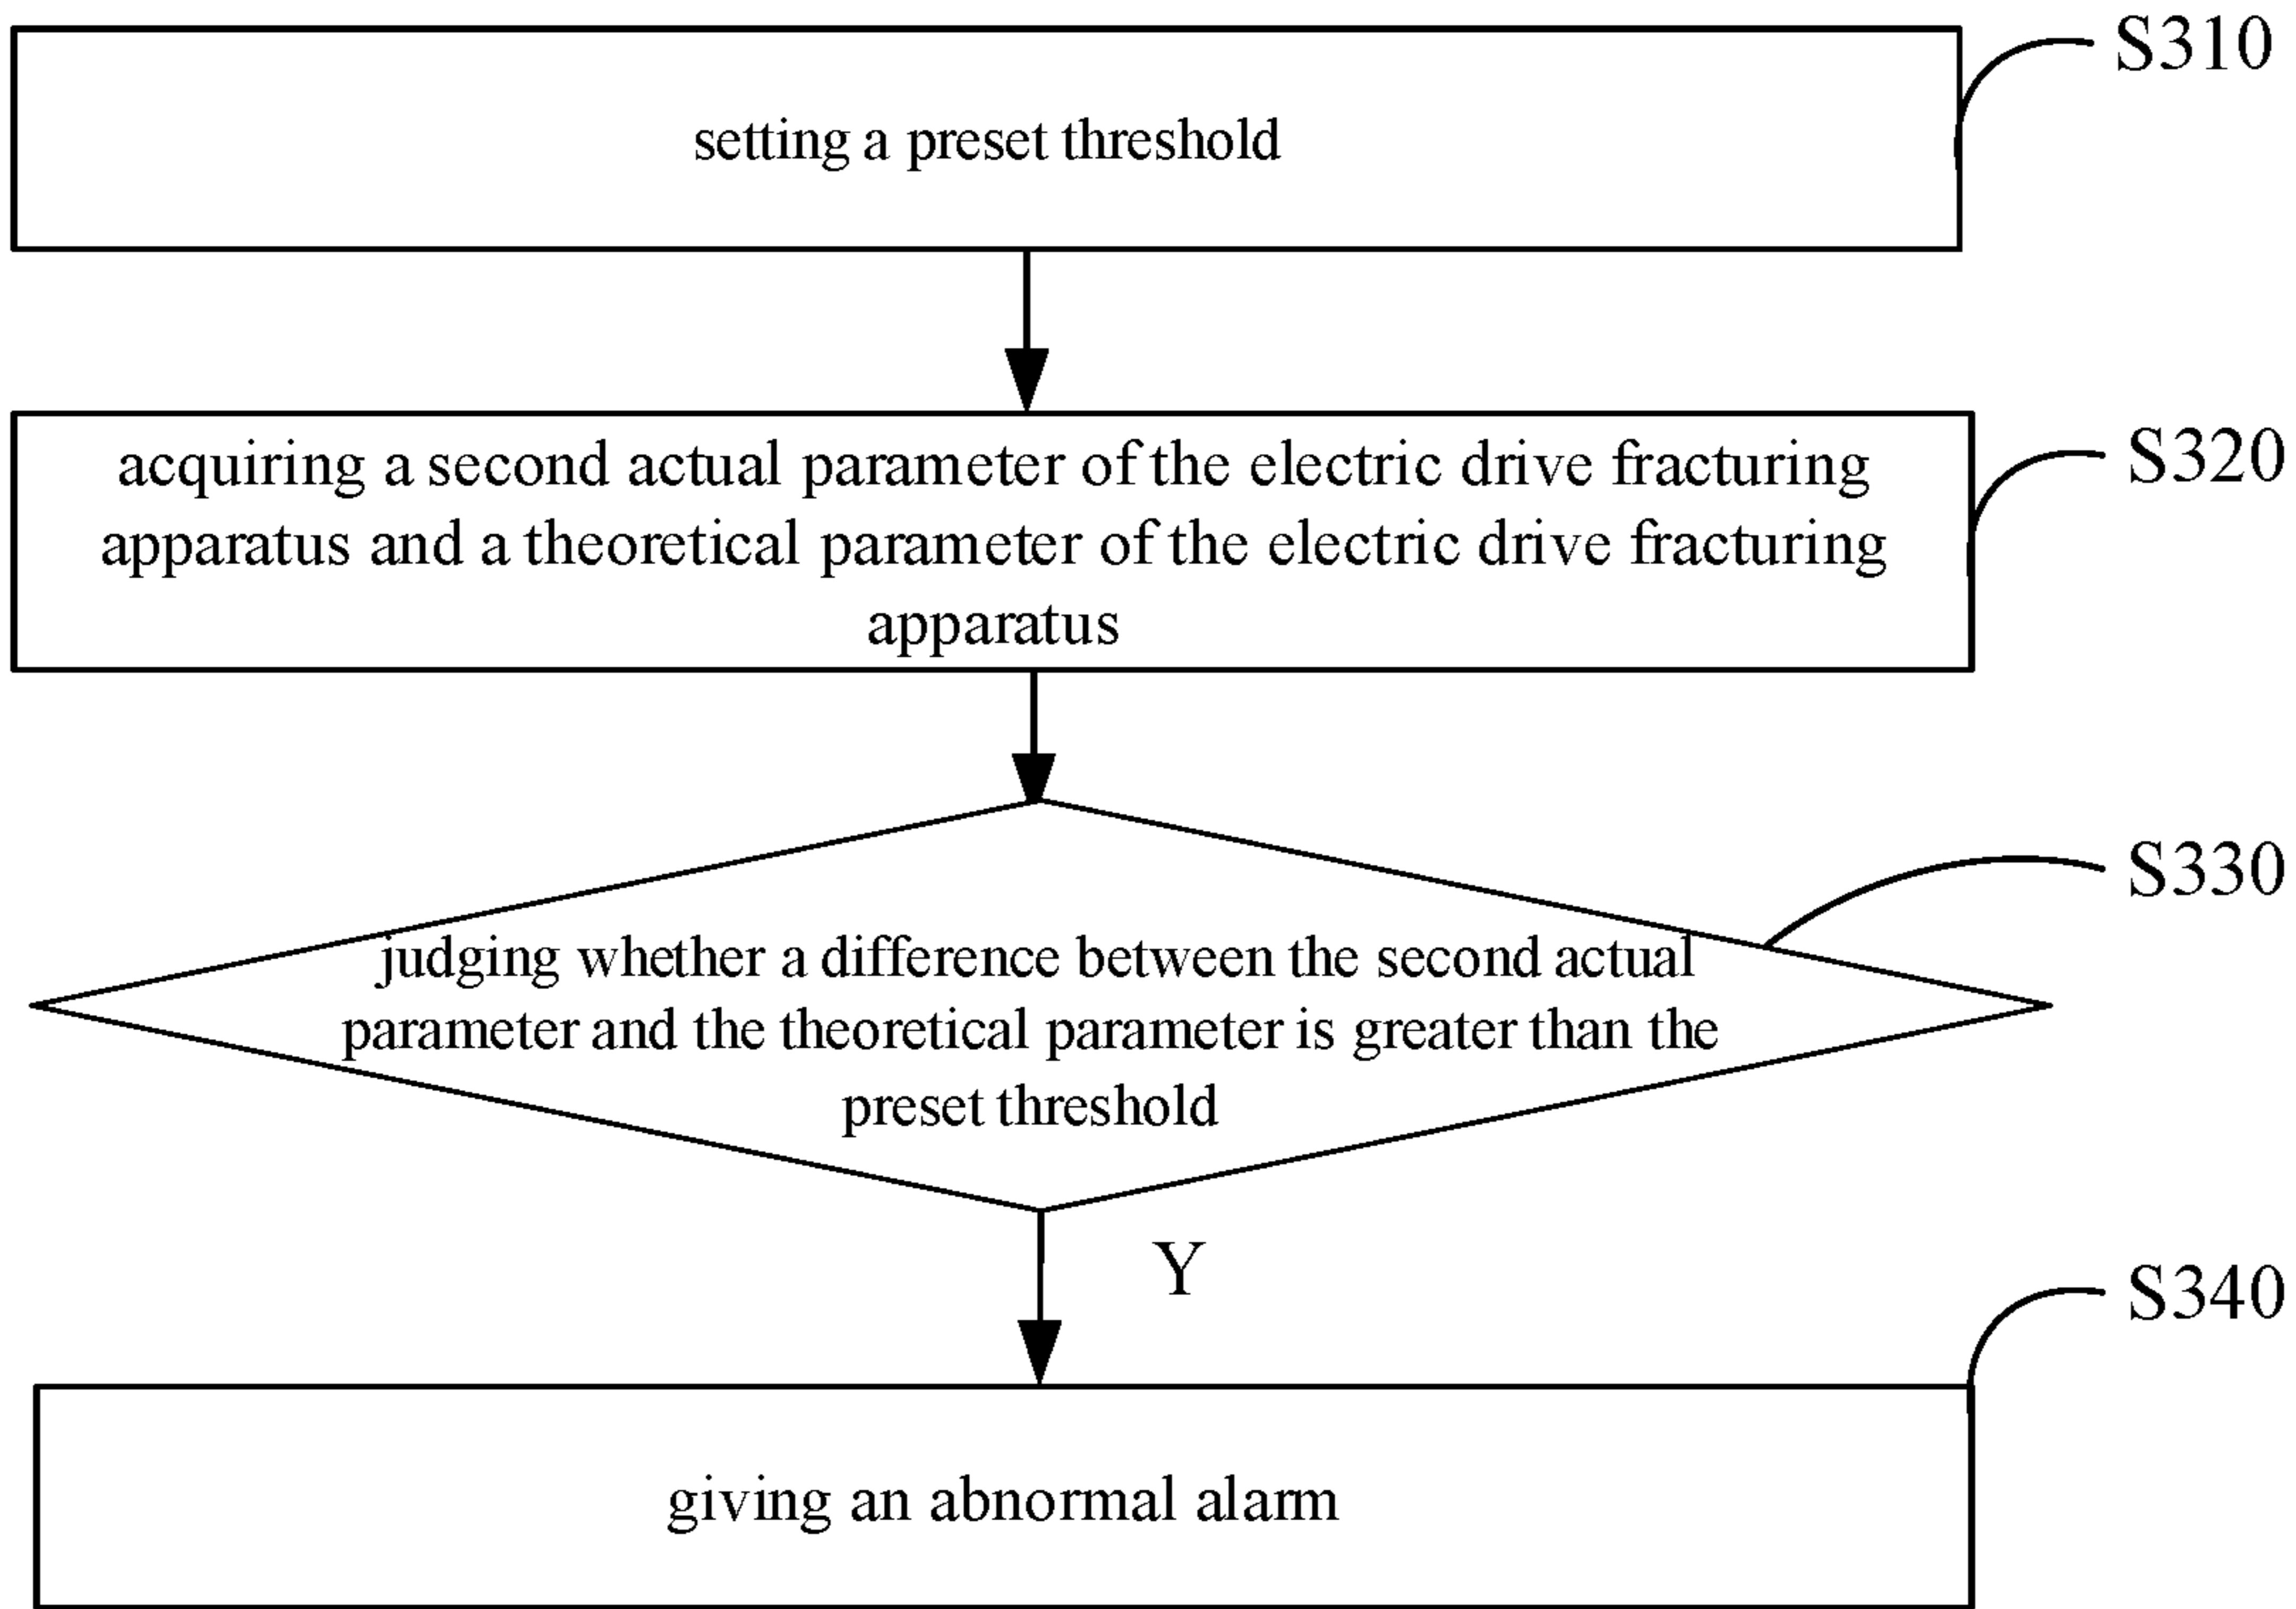 S310
setting a preset threshold
S320
acquiring a second actual parameter of the electric drive fracturing
apparatus and a theoretical parameter of the electric drive fracturing
apparatus
S330
judging whether a difference between the second actual
parameter and the theoretical parameter is greater than the
preset threshold
Y
S340
giving an abnormal alarm